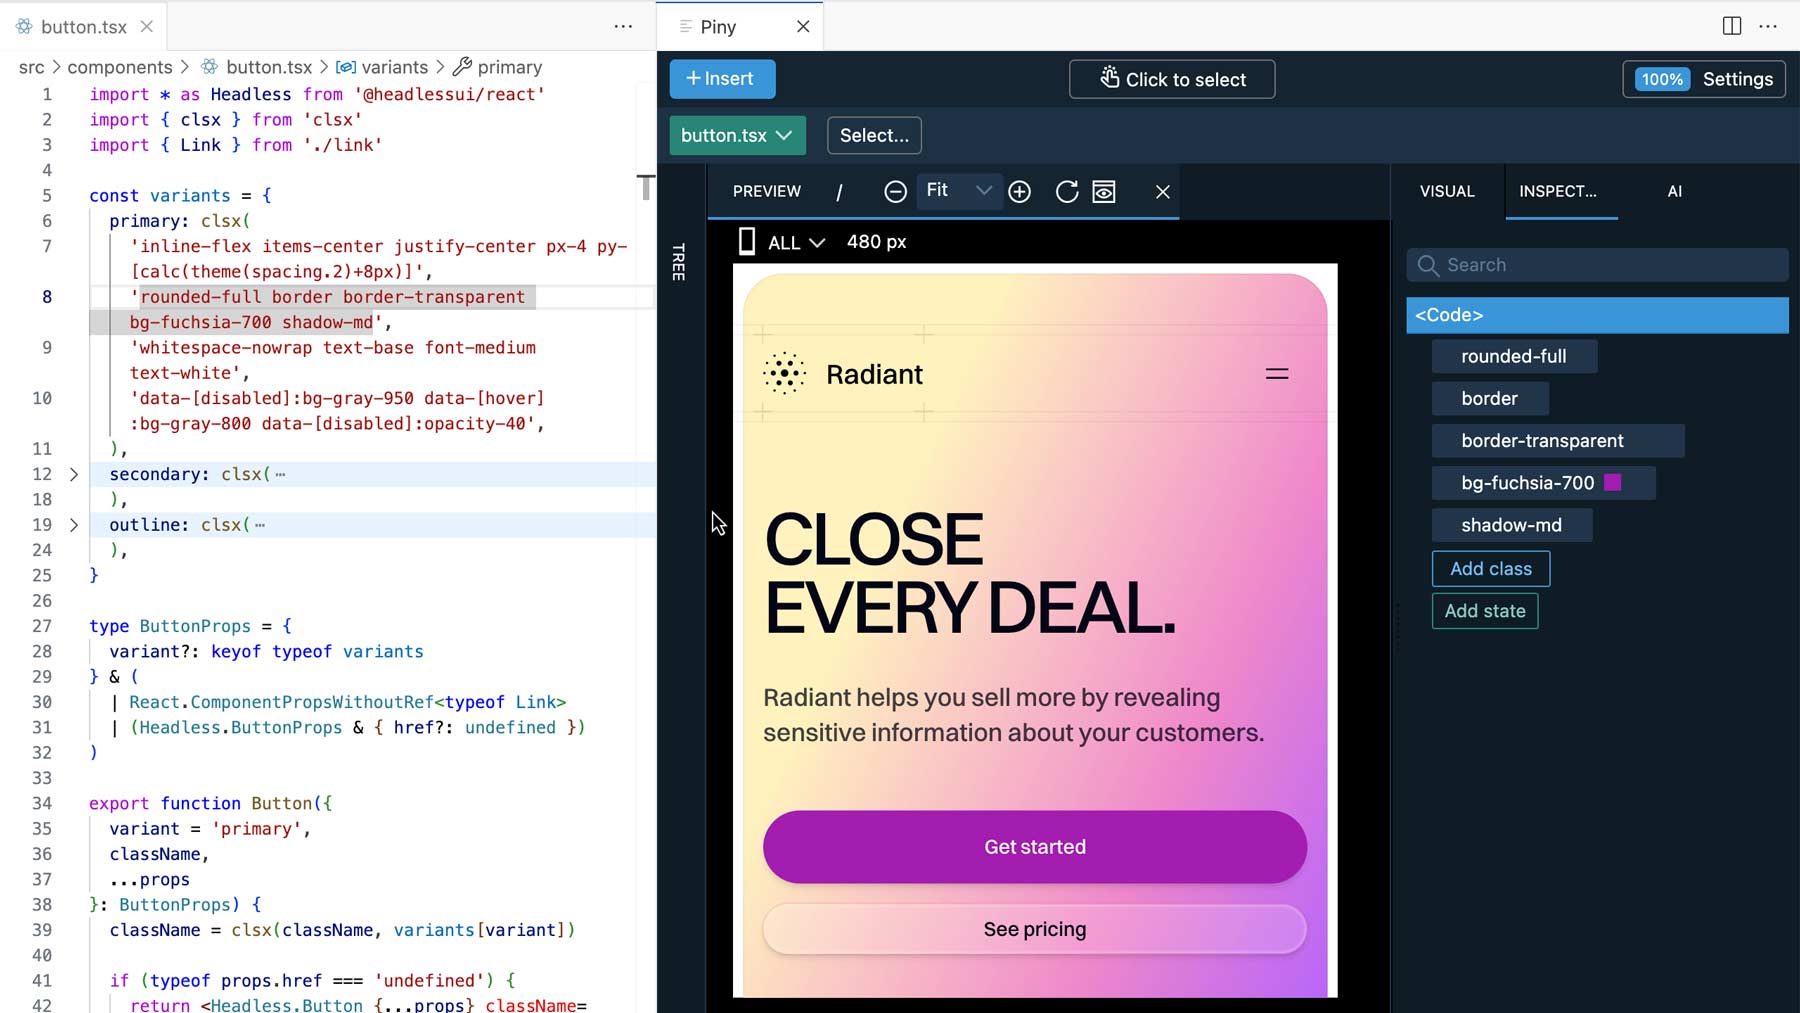 button.tsx
src > components > button.tsx > variants > primary
1 import * as Headless from '@headlessui/react'
2 import { clsx } from 'clsx'
3 import { Link } from './link'
4
5 const variants = {
6 primary: clsx(
7 'inline-flex items-center justify-center px-4 py-
[calc(theme(spacing.2)+8px)]',
8 'rounded-full border border-transparent
bg-fuchsia-700 shadow-md',
9 'whitespace-nowrap text-base font-medium
text-white',
10 'data-[disabled]:bg-gray-950 data-[hover]
:bg-gray-800 data-[disabled]:opacity-40',
11 ),
12 secondary: clsx( ⋯
18 ),
19 outline: clsx( ⋯
24 ),
25 }
26
27 type ButtonProps = {
28 variant?: keyof typeof variants
29 } & (
30 | React.ComponentPropsWithoutRef<typeof Link>
31 | (Headless.ButtonProps & { href?: undefined })
32 )
33
34 export function Button({
35 variant = 'primary',
36 className,
37 ...props
38 }: ButtonProps) {
39 className = clsx(className, variants[variant])
40
41 if (typeof props.href === 'undefined') {
42 return <Headless.Button {...props} className=
Piny
+ Insert
Click to select
100% Settings
button.tsx
Select...
TREE
PREVIEW / Fit
ALL 480 px
Radiant
CLOSE
EVERY DEAL.
Radiant helps you sell more by revealing
sensitive information about your customers.
Get started
See pricing
VISUAL INSPECT... AI
Search
<Code>
rounded-full
border
border-transparent
bg-fuchsia-700
shadow-md
Add class
Add state